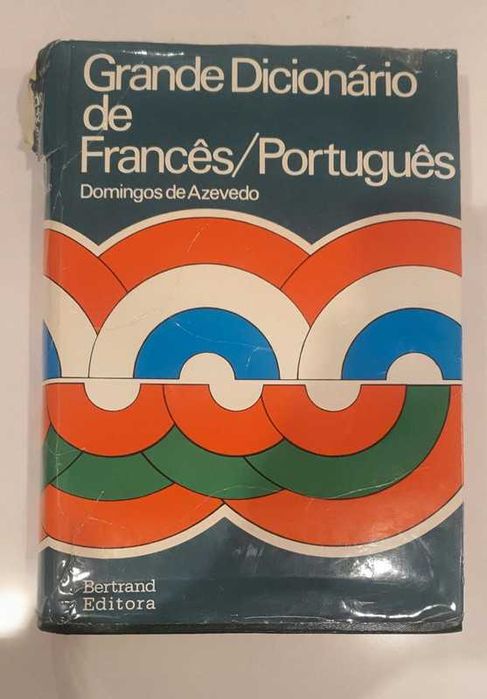 Grande Dicionário
de
Francês/Português
Domingos de Azevedo
Bertrand
Editora